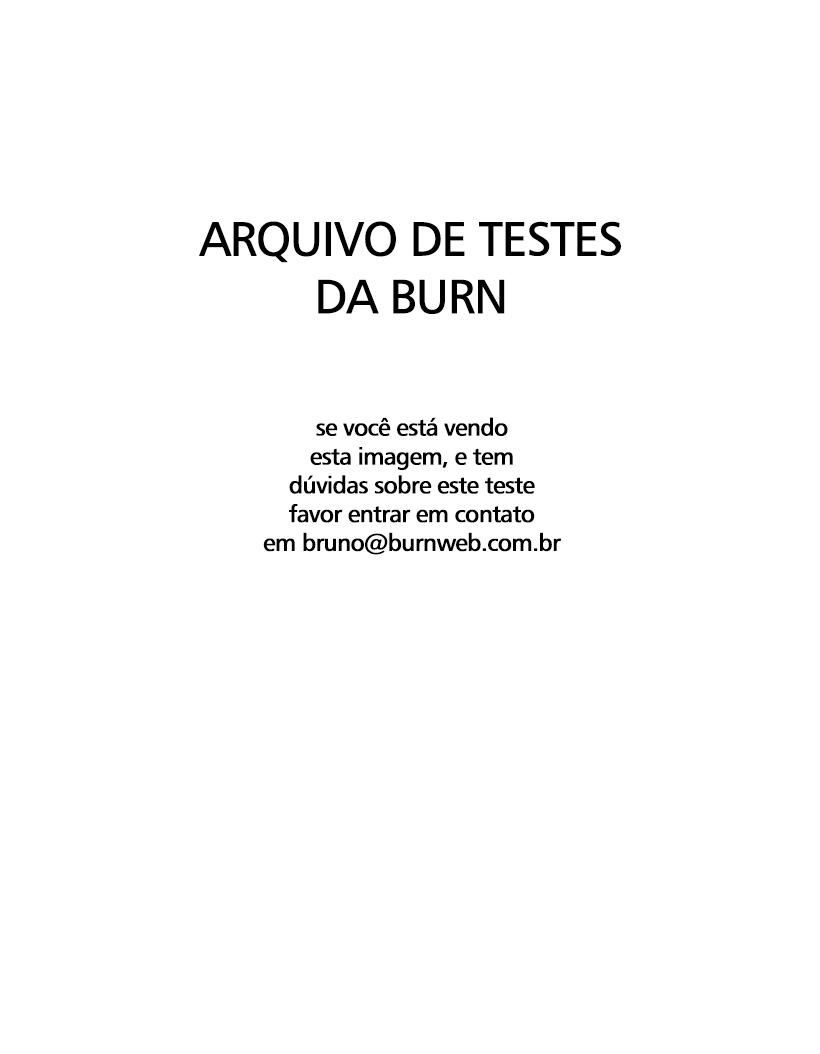 ARQUIVO DE TESTES
DA BURN
se você está vendo
esta imagem, e tem
dúvidas sobre este teste
favor entrar em contato
em bruno@burnweb.com.br